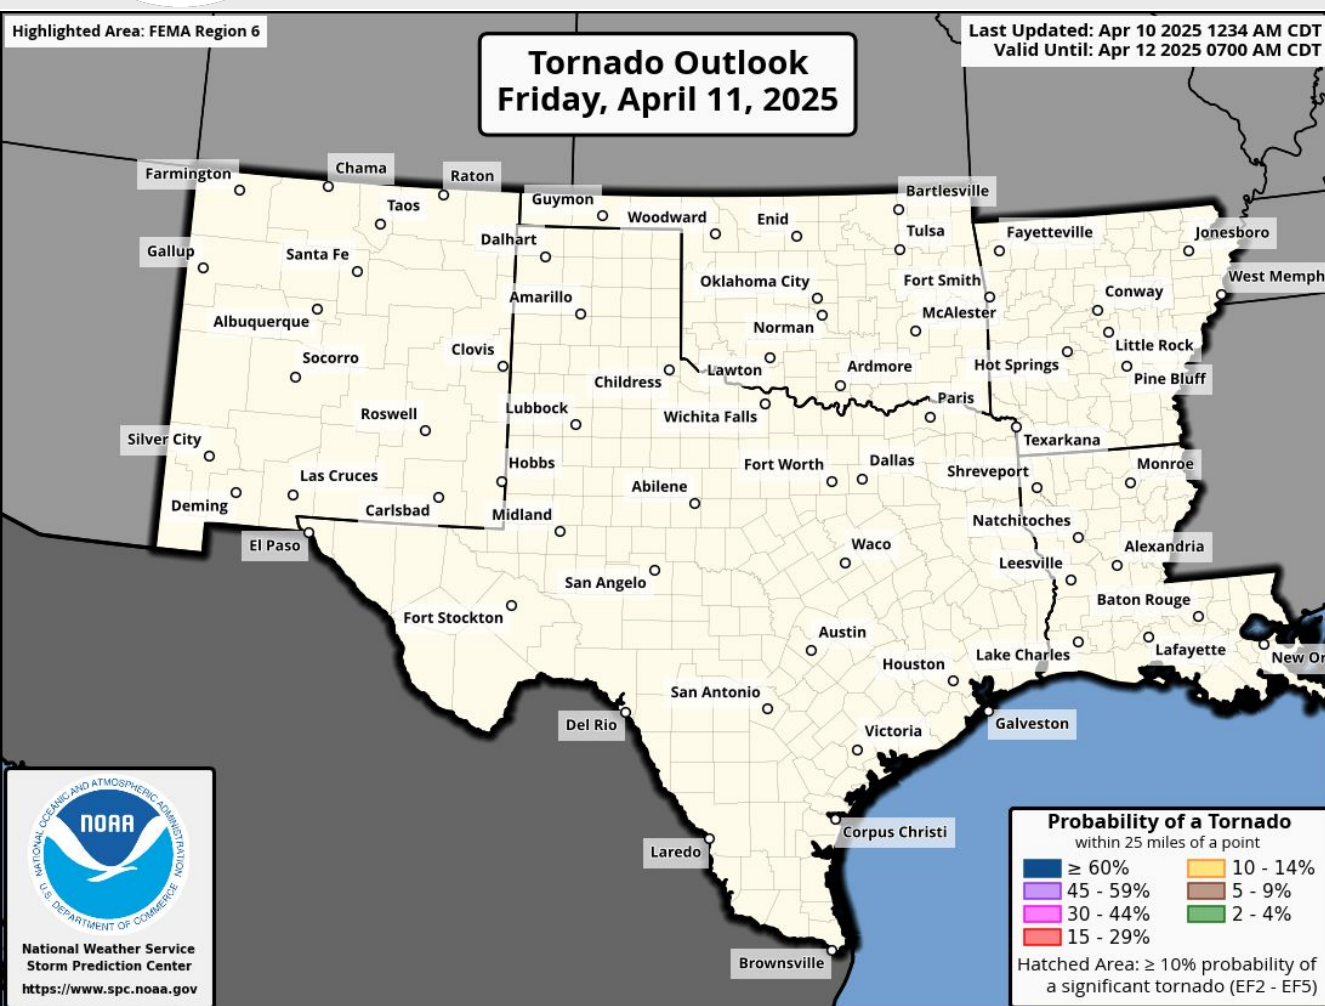 Highlighted Area: FEMA Region 6
Last Updated: Apr 10 2025 1234 AM CDT
Valid Until: Apr 12 2025 0700 AM CDT
Tornado Outlook
Friday, April 11, 2025
Farmington
Chama
Raton
Taos
Guymon
Woodward
Enid
Bartlesville
Tulsa
Fayetteville
Jonesboro
Gallup
Santa Fe
Dalhart
Oklahoma City
Fort Smith
Conway
West Memph
Albuquerque
Amarillo
Norman
McAlester
Little Rock
Socorro
Clovis
Childress
Lawton
Ardmore
Hot Springs
Pine Bluff
Roswell
Lubbock
Wichita Falls
Paris
Silver City
Texarkana
Las Cruces
Hobbs
Fort Worth
Dallas
Shreveport
Monroe
Deming
Carlsbad
Midland
Abilene
Natchitoches
El Paso
Waco
Leesville
Alexandria
San Angelo
Fort Stockton
Baton Rouge
Austin
Houston
Lake Charles
Lafayette
New Or
San Antonio
Del Rio
Victoria
Galveston
Laredo
Corpus Christi
Brownsville
NATIONAL OCEANIC AND ATMOSPHERIC ADMINISTRATION
NOAA
U.S. DEPARTMENT OF COMMERCE
National Weather Service
Storm Prediction Center
https://www.spc.noaa.gov
Probability of a Tornado
within 25 miles of a point
≥ 60%
10 - 14%
45 - 59%
5 - 9%
30 - 44%
2 - 4%
15 - 29%
Hatched Area: ≥ 10% probability of
a significant tornado (EF2 - EF5)